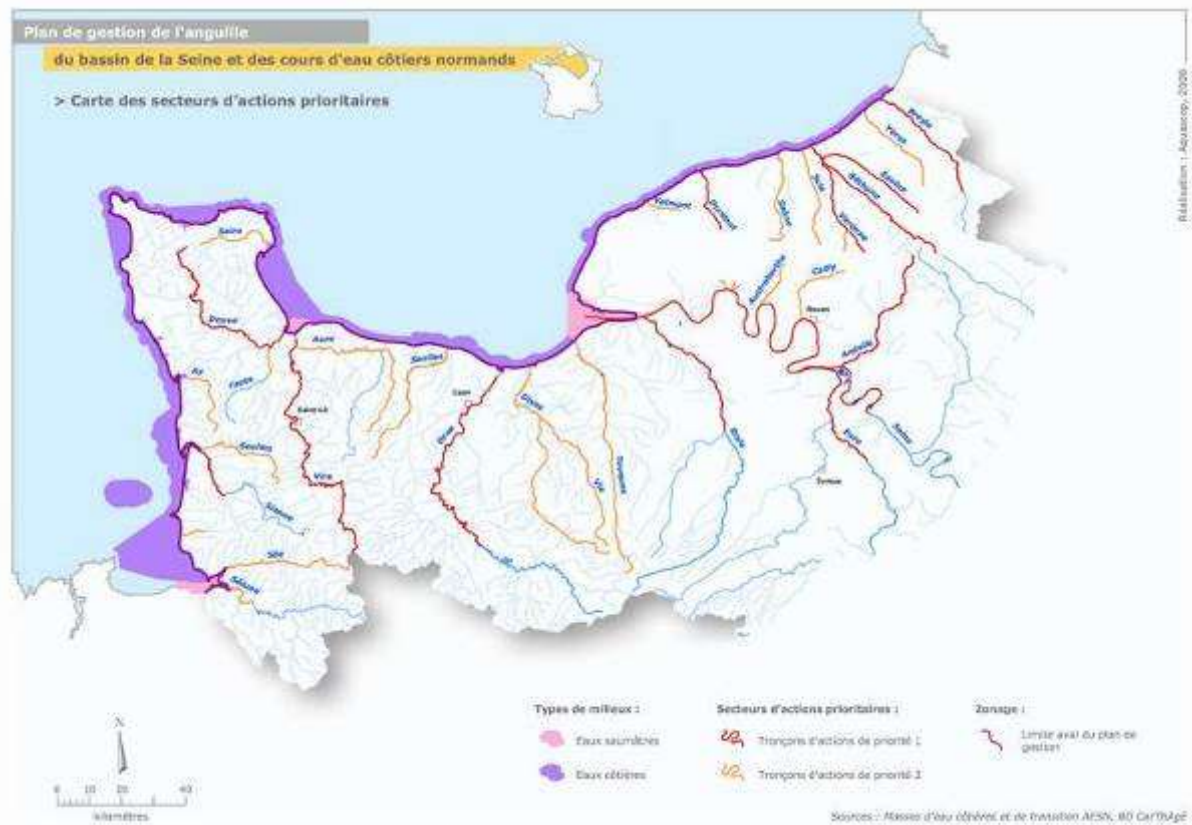 Plan de gestion de l'anguille
du bassin de la Seine et des cours d'eau côtiers normands
> Carte des secteurs d'actions prioritaires
Réalisation : Aquascop, 2008
Bresle
Yères
Eaulne
Béthune
Varenne
Scie
Saâne
Durdent
Valmont
Austreberthe
Cailly
Rouen
Andelle
Seine
Eure
Evreux
Risle
Touques
Vie
Dives
Orne
Caen
Seulles
Aure
Saire
Douve
Taute
Ay
Saint-Lô
Vire
Soulles
Sienne
Sée
Sélune
N
0 10 20 40
kilomètres
Types de milieux :
Eaux saumâtres
Eaux côtières
Secteurs d'actions prioritaires :
Tronçons d'actions de priorité 1
Tronçons d'actions de priorité 2
Zonage :
Limite aval du plan de
gestion
Sources : Masses d'eau côtières et de transition AESN, BD CarThAgE